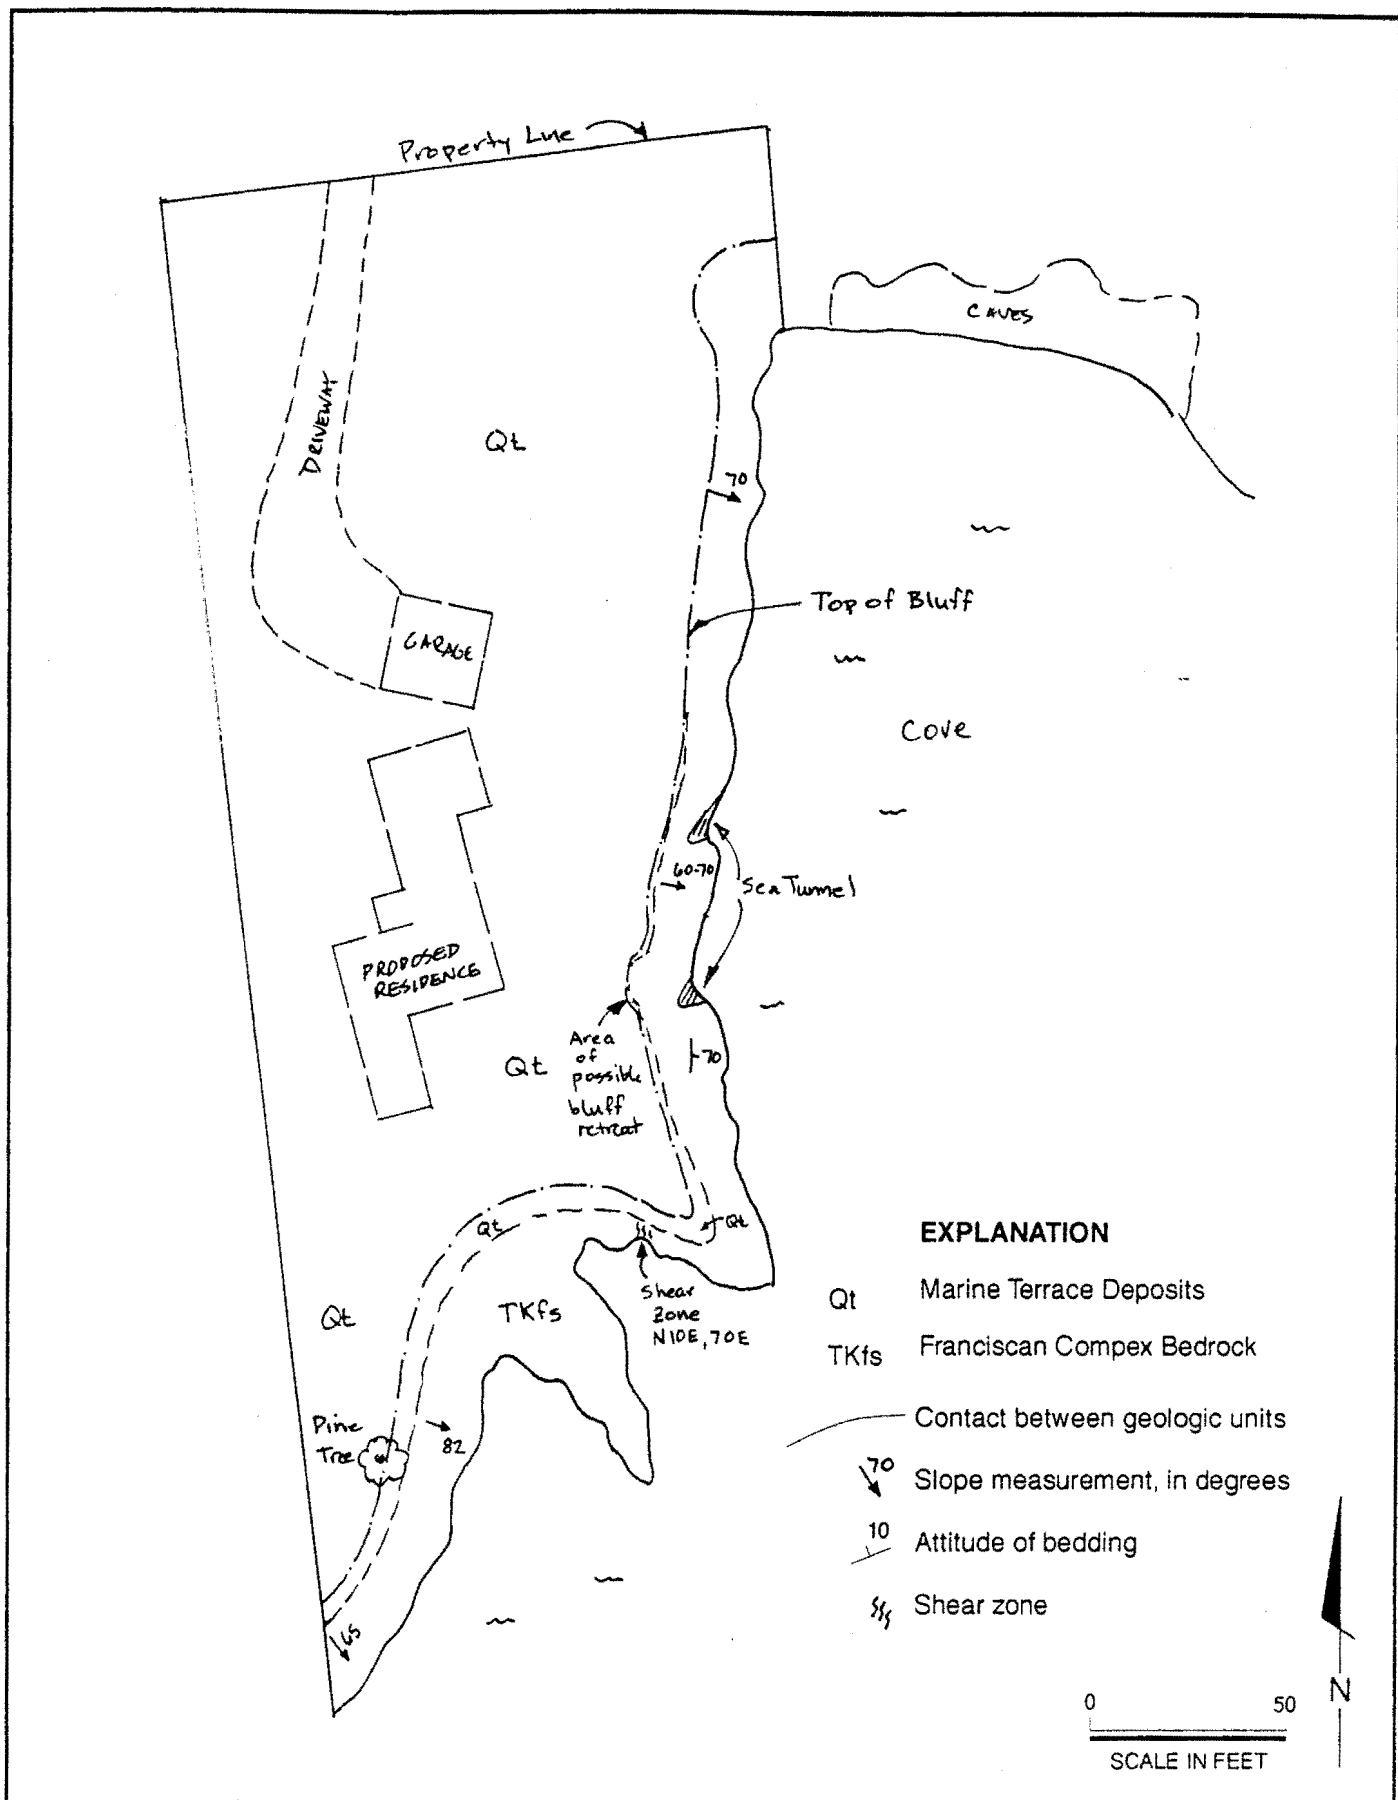 Property Line
CAVES
DRIVEWAY
Qt
70
Top of Bluff
GARAGE
Cove
60-70
Sea Tunnel
PROPOSED
RESIDENCE
Area
of
possible
bluff
retreat
Qt
70
Qt
Qt
Shear
Zone
N10E, 70E
TKfs
Qt
Pine
Tree
82
65
EXPLANATION
Qt Marine Terrace Deposits
TKfs Franciscan Compex Bedrock
Contact between geologic units
70 Slope measurement, in degrees
10 Attitude of bedding
Shear zone
N
0 50
SCALE IN FEET